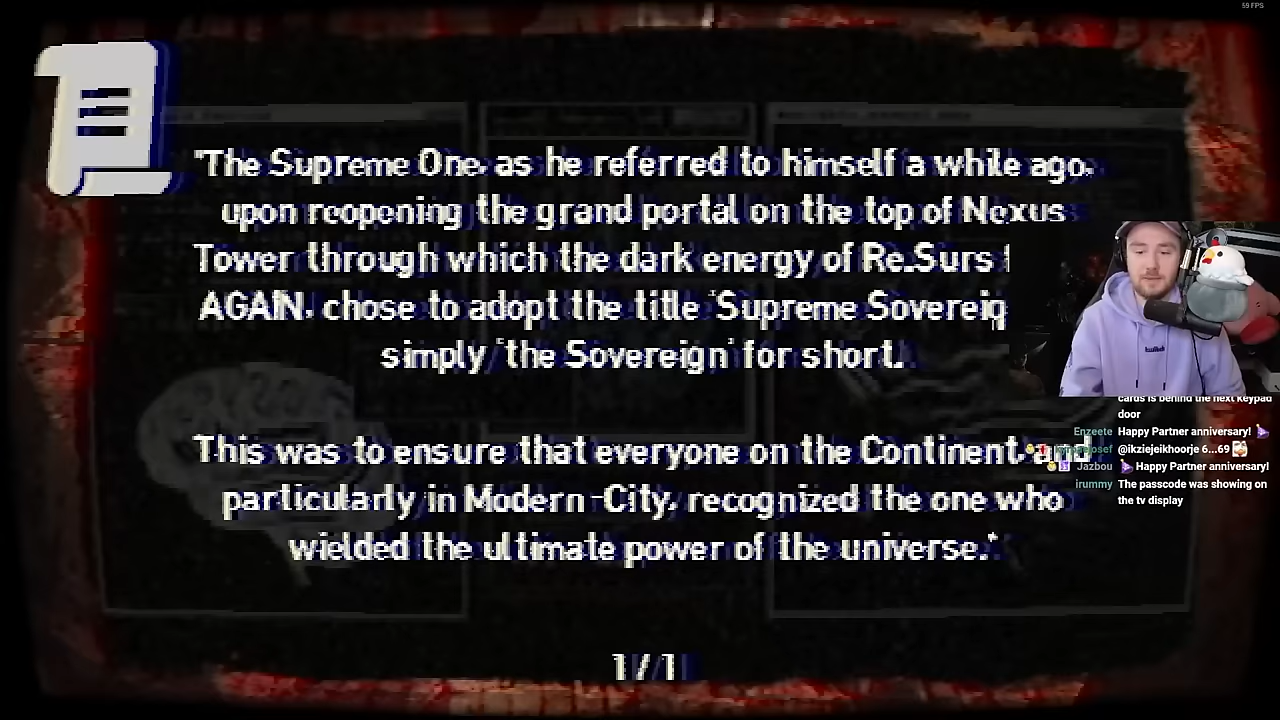 59 FPS
"The Supreme One, as he referred to himself a while ago,
upon reopening the grand portal on the top of Nexus
Tower through which the dark energy of Re.Surs
AGAIN, chose to adopt the title 'Supreme Sovereig
simply 'the Sovereign' for short.
This was to ensure that everyone on the Continent, and
particularly in Modern-City, recognized the one who
wielded the ultimate power of the universe."
1/1
cards is behind the next keypad
door
Enzeete Happy Partner anniversary!
@ikziejeikhoorje 6...69
Jazbou Happy Partner anniversary!
irummy The passcode was showing on
the tv display